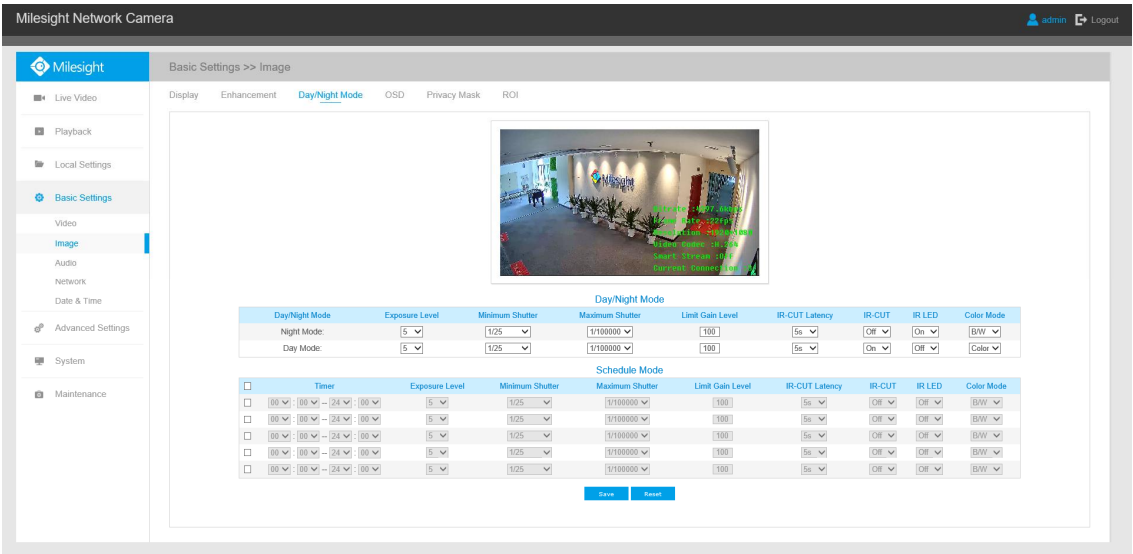 Milesight Network Camera
admin Logout
Milesight
Basic Settings >> Image
Live Video
Playback
Local Settings
Basic Settings
Video
Image
Audio
Network
Date & Time
Advanced Settings
System
Maintenance
Display Enhancement Day/Night Mode OSD Privacy Mask ROI
Milesight
Video Codec :H.264
Smart Stream :Off
Day/Night Mode
Day/Night Mode Exposure Level Minimum Shutter Maximum Shutter Limit Gain Level IR-CUT Latency IR-CUT IR LED Color Mode
Night Mode: 5 1/25 1/100000 100 5s Off On B/W
Day Mode: 5 1/25 1/100000 100 5s On Off Color
Schedule Mode
Timer Exposure Level Minimum Shutter Maximum Shutter Limit Gain Level IR-CUT Latency IR-CUT IR LED Color Mode
00 : 00 -- 24 : 00 5 1/25 1/100000 100 5s Off Off B/W
00 : 00 -- 24 : 00 5 1/25 1/100000 100 5s Off Off B/W
00 : 00 -- 24 : 00 5 1/25 1/100000 100 5s Off Off B/W
00 : 00 -- 24 : 00 5 1/25 1/100000 100 5s Off Off B/W
00 : 00 -- 24 : 00 5 1/25 1/100000 100 5s Off Off B/W
Save Reset